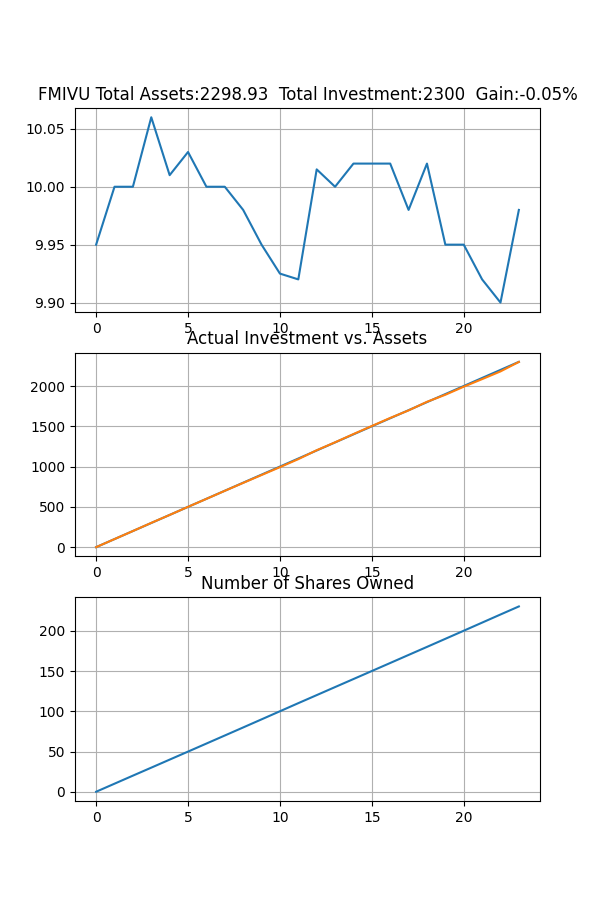 FMIVU Total Assets:2298.93  Total Investment:2300  Gain:-0.05%
10.05
10.00
9.95
9.90
0 5 10 15 20
Actual Investment vs. Assets
2000
1500
1000
500
0
0 5 10 15 20
Number of Shares Owned
200
150
100
50
0
0 5 10 15 20